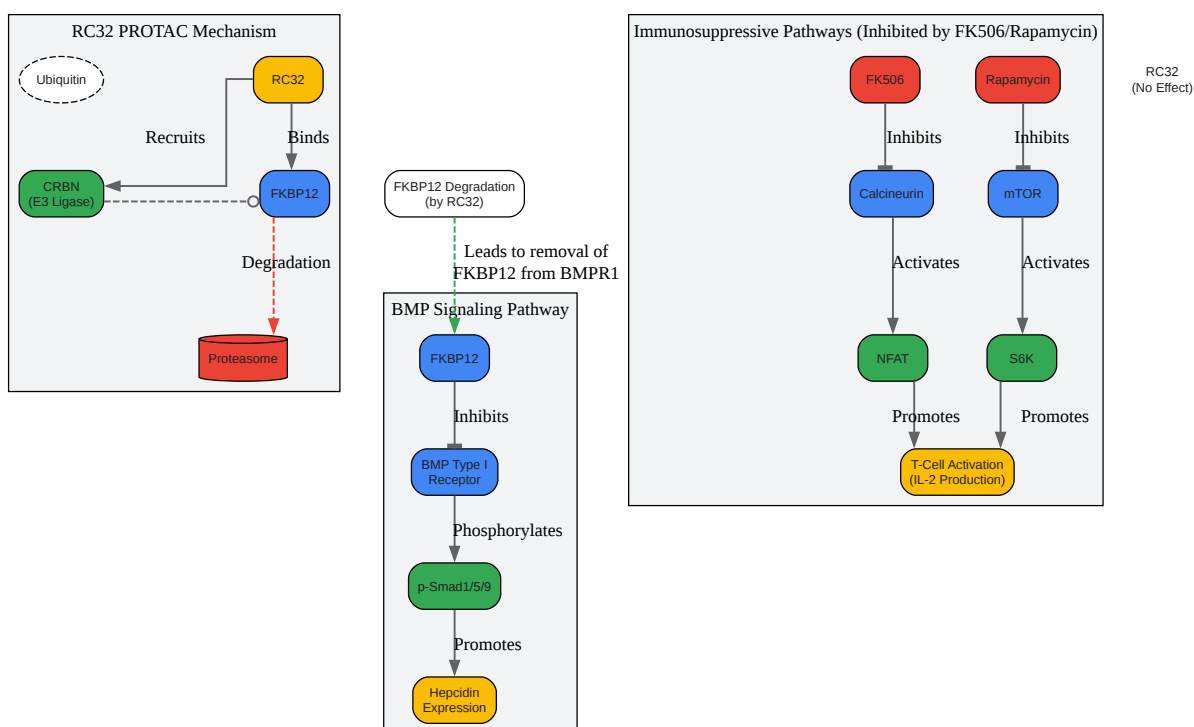 RC32 PROTAC Mechanism
Ubiquitin
RC32
Recruits
Binds
CRBN
(E3 Ligase)
FKBP12
Degradation
Proteasome
FKBP12 Degradation
(by RC32)
Leads to removal of
FKBP12 from BMPR1
BMP Signaling Pathway
FKBP12
Inhibits
BMP Type I
Receptor
Phosphorylates
p-Smad1/5/9
Promotes
Hepcidin
Expression
Immunosuppressive Pathways (Inhibited by FK506/Rapamycin)
FK506
Rapamycin
Inhibits
Inhibits
Calcineurin
mTOR
Activates
Activates
NFAT
S6K
Promotes
Promotes
T-Cell Activation
(IL-2 Production)
RC32
(No Effect)